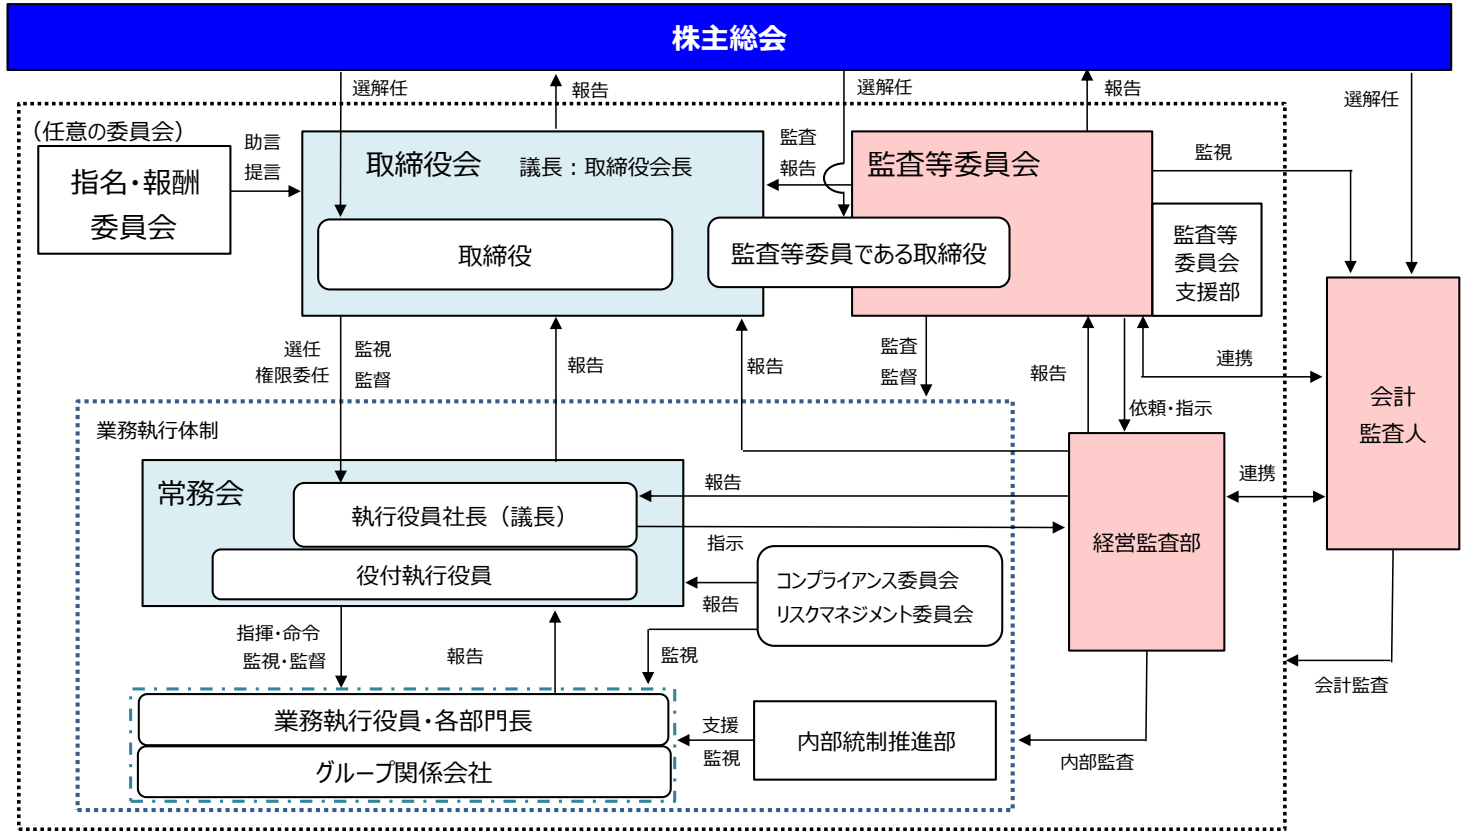 株主総会
選解任
報告
選解任
報告
選解任
（任意の委員会）
指名・報酬
委員会
助言
提言
取締役会　議長：取締役会長
取締役
監査
報告
監査等委員会
監査等委員である取締役
監視
監査等
委員会
支援部
選任
権限委任
監視
監督
報告
報告
監査
監督
報告
依頼・指示
連携
会計
監査人
業務執行体制
常務会
執行役員社長（議長）
役付執行役員
報告
指示
連携
経営監査部
コンプライアンス委員会
リスクマネジメント委員会
報告
監視
指揮・命令
監視・監督
報告
業務執行役員・各部門長
グループ関係会社
支援
監視
内部統制推進部
内部監査
会計監査